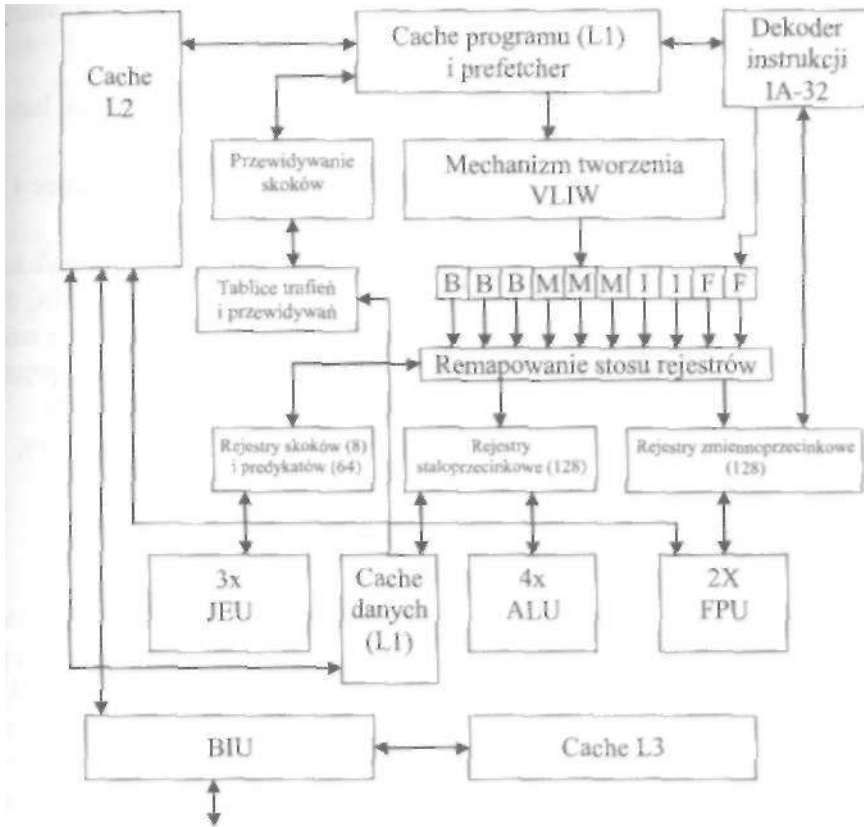 Cache
L2
Cache programu (L1)
i prefetcher
Dekoder
instrukcji
IA-32
Przewidywanie
skoków
Mechanizm tworzenia
VLIW
Tablice trafień
i przewidywań
B B B M M M I I F F
Remapowanie stosu rejestrów
Rejestry skoków (8)
i predykatów (64)
Rejestry
stałoprzecinkowe (128)
Rejestry zmiennoprzecinkowe
(128)
3x
JEU
Cache
danych
(L1)
4x
ALU
2X
FPU
BIU
Cache L3